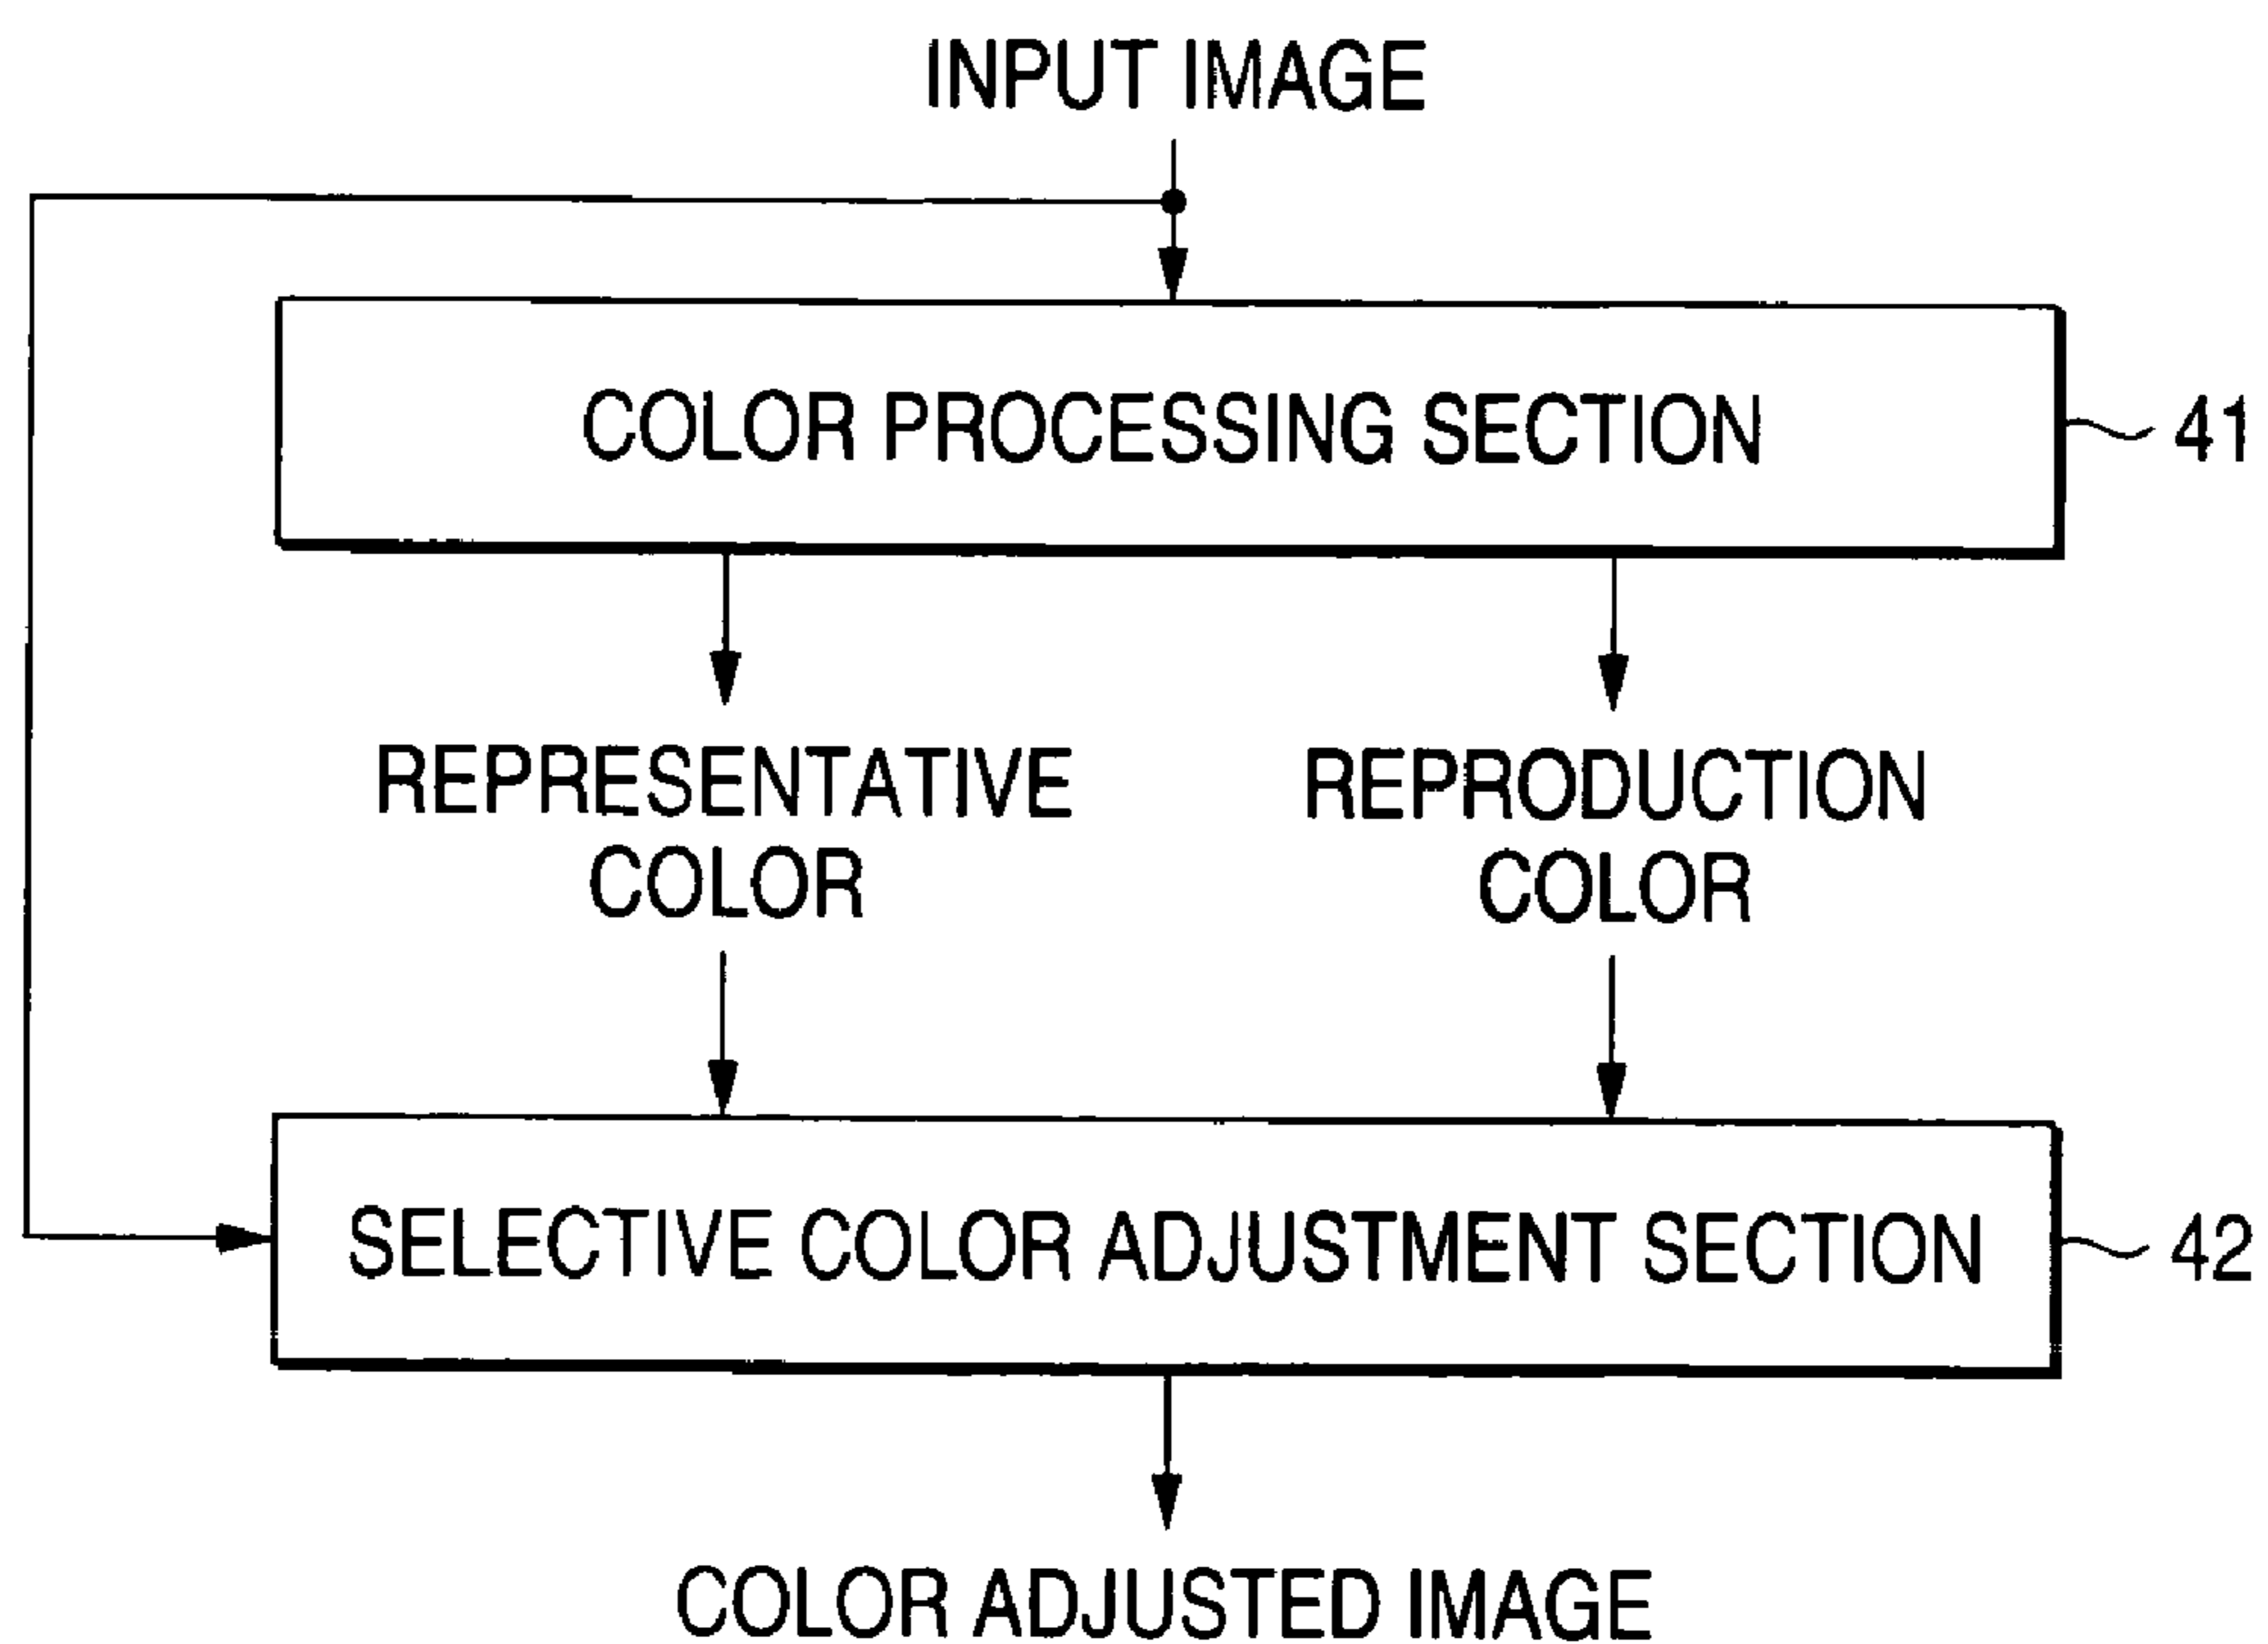 INPUT IMAGE
COLOR PROCESSING SECTION
41
REPRESENTATIVE
COLOR
REPRODUCTION
COLOR
SELECTIVE COLOR ADJUSTMENT SECTION
42
COLOR ADJUSTED IMAGE